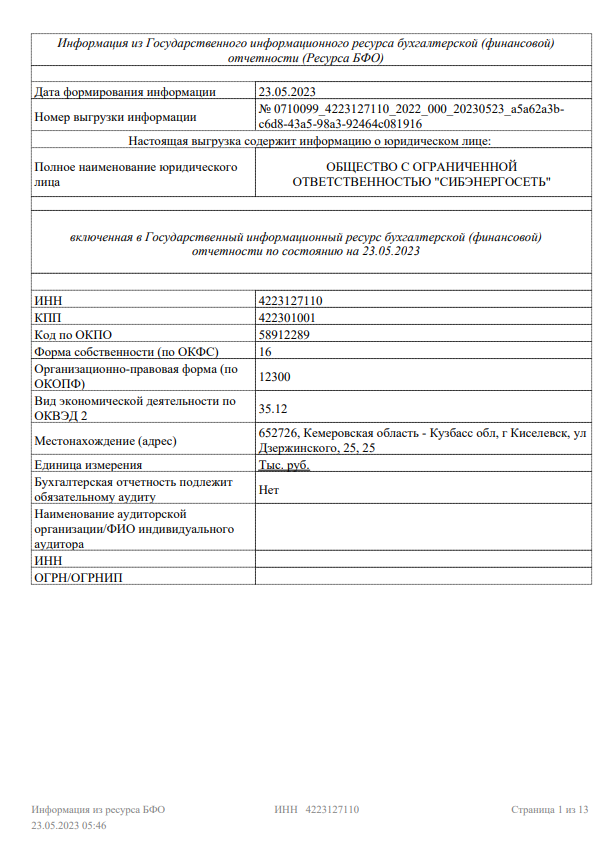 Информация из Государственного информационного ресурса бухгалтерской (финансовой)
отчетности (Ресурса БФО)
Дата формирования информации 23.05.2023
Номер выгрузки информации № 0710099_4223127110_2022_000_20230523_a5a62a3b-
c6d8-43a5-98a3-92464c081916
Настоящая выгрузка содержит информацию о юридическом лице:
Полное наименование юридического
лица
ОБЩЕСТВО С ОГРАНИЧЕННОЙ
ОТВЕТСТВЕННОСТЬЮ "СИБЭНЕРГОСЕТЬ"
включенная в Государственный информационный ресурс бухгалтерской (финансовой)
отчетности по состоянию на 23.05.2023
ИНН 4223127110
КПП 422301001
Код по ОКПО 58912289
Форма собственности (по ОКФС) 16
Организационно-правовая форма (по
ОКОПФ)
12300
Вид экономической деятельности по
ОКВЭД 2
35.12
Местонахождение (адрес)
652726, Кемеровская область - Кузбасс обл, г Киселевск, ул
Дзержинского, 25, 25
Единица измерения Тыс. руб.
Бухгалтерская отчетность подлежит
обязательному аудиту
Нет
Наименование аудиторской
организации/ФИО индивидуального
аудитора
ИНН
ОГРН/ОГРНИП
Информация из ресурса БФО ИНН 4223127110 Страница 1 из 13
23.05.2023 05:46